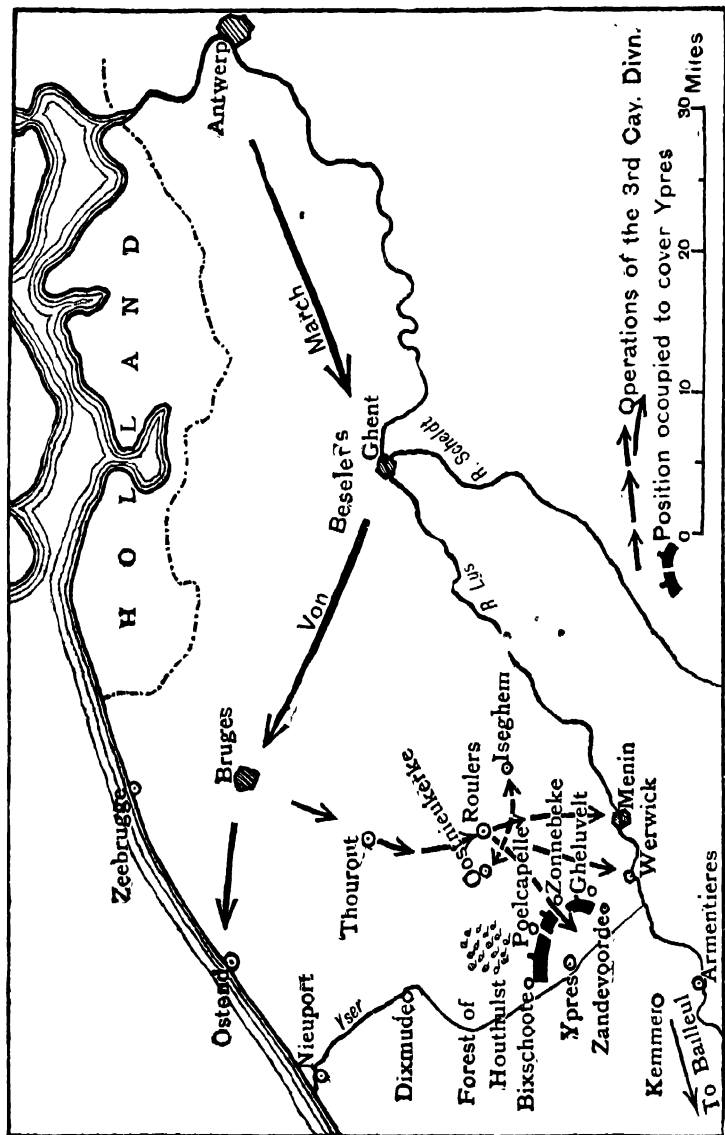 Antwerp
HOLLAND
March
Von Beseler's
Ghent
R. Scheldt
R Lys
Zeebrugge
Bruges
Ostend
Nieuport
Yser
Thourout
Dixmude
Oostnieukerke
Roulers
Iseghem
Forest of
Houthulst
Poelcapelle
Bixschoote
Zonnebeke
Gheluvelt
Ypres
Zandevoorde
Menin
Werwick
Kemmel
Armentieres
To Bailleul
Operations of the 3rd Cav. Divn.
Position occupied to cover Ypres
0 10 20 30 Miles